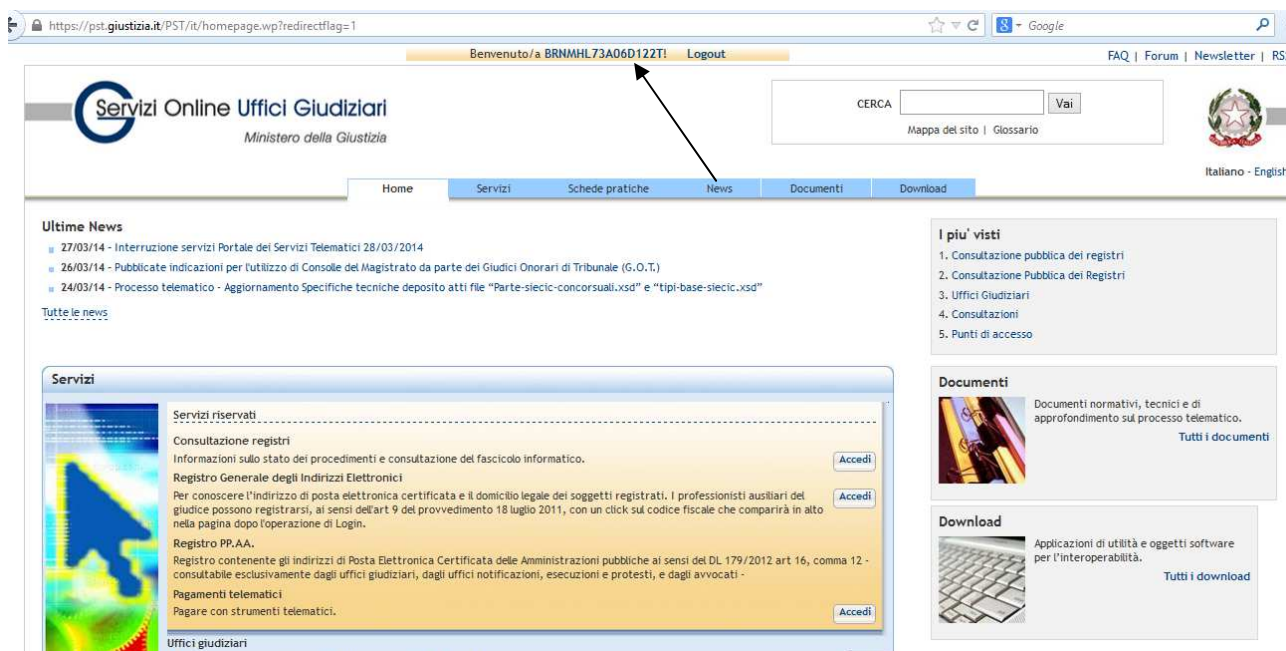 https://pst.giustizia.it/PST/it/homepage.wp?redirectflag=1
Google
Benvenuto/a BRNMHL73A06D122T! Logout
FAQ | Forum | Newsletter |
Servizi Online Uffici Giudiziari
Ministero della Giustizia
CERCA Vai
Mappa del sito | Glossario
Italiano - English
Home Servizi Schede pratiche News Documenti Download
Ultime News
27/03/14 - Interruzione servizi Portale dei Servizi Telematici 28/03/2014
26/03/14 - Pubblicate indicazioni per l'utilizzo di Consolle del Magistrato da parte dei Giudici Onorari di Tribunale (G.O.T.)
24/03/14 - Processo telematico - Aggiornamento Specifiche tecniche deposito atti file "Parte-siecic-concorsuali.xsd" e "tipi-base-siecic.xsd"
Tutte le news
I piu' visti
1. Consultazione pubblica dei registri
2. Consultazione Pubblica dei Registri
3. Uffici Giudiziari
4. Consultazioni
5. Punti di accesso
Servizi
Servizi riservati
Consultazione registri
Informazioni sullo stato dei procedimenti e consultazione del fascicolo informatico.
Accedi
Registro Generale degli Indirizzi Elettronici
Per conoscere l'indirizzo di posta elettronica certificata e il domicilio legale dei soggetti registrati. I professionisti ausiliari del
giudice possono registrarsi, ai sensi dell'art 9 del provvedimento 18 luglio 2011, con un click sul codice fiscale che comparirà in alto
nella pagina dopo l'operazione di Login.
Accedi
Registro PP.AA.
Registro contenente gli indirizzi di Posta Elettronica Certificata delle Amministrazioni pubbliche ai sensi del DL 179/2012 art 16, comma 12 -
consultabile esclusivamente dagli uffici giudiziari, dagli uffici notificazioni, esecuzioni e protesti, e dagli avvocati -
Pagamenti telematici
Pagare con strumenti telematici.
Accedi
Uffici giudiziari
Documenti
Documenti normativi, tecnici e di
approfondimento sul processo telematico.
Tutti i documenti
Download
Applicazioni di utilità e oggetti software
per l'interoperabilità.
Tutti i download